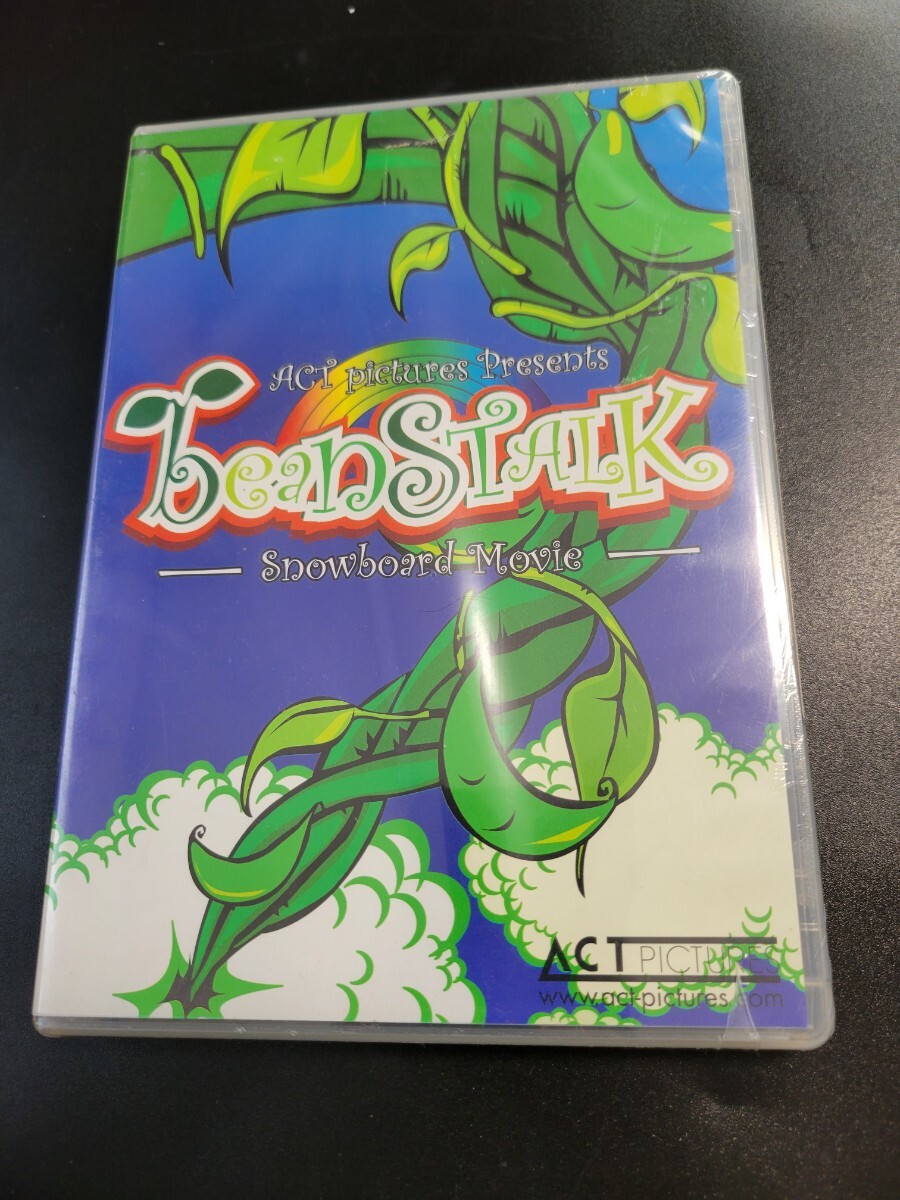 ACT pictures Presents
beanSTALK
Snowboard Movie
ACT PICTURES
www.act-pictures.com